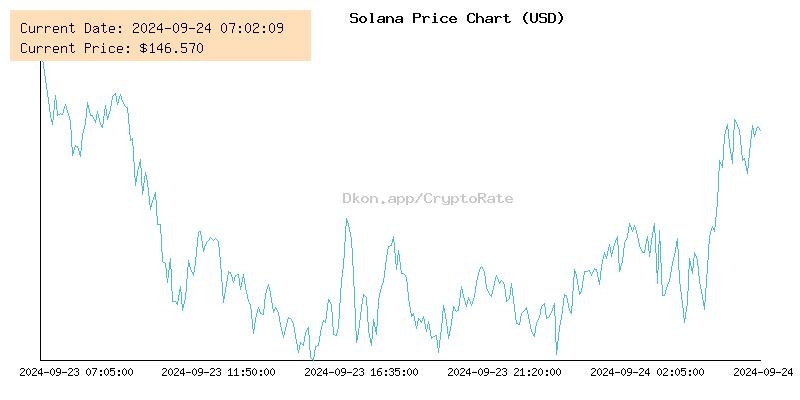 Solana Price Chart (USD)
Current Date: 2024-09-24 07:02:09
Current Price: $146.570
Dkon.app/CryptoRate
2024-09-23 07:05:00
2024-09-23 11:50:00
2024-09-23 16:35:00
2024-09-23 21:20:00
2024-09-24 02:05:00
2024-09-24